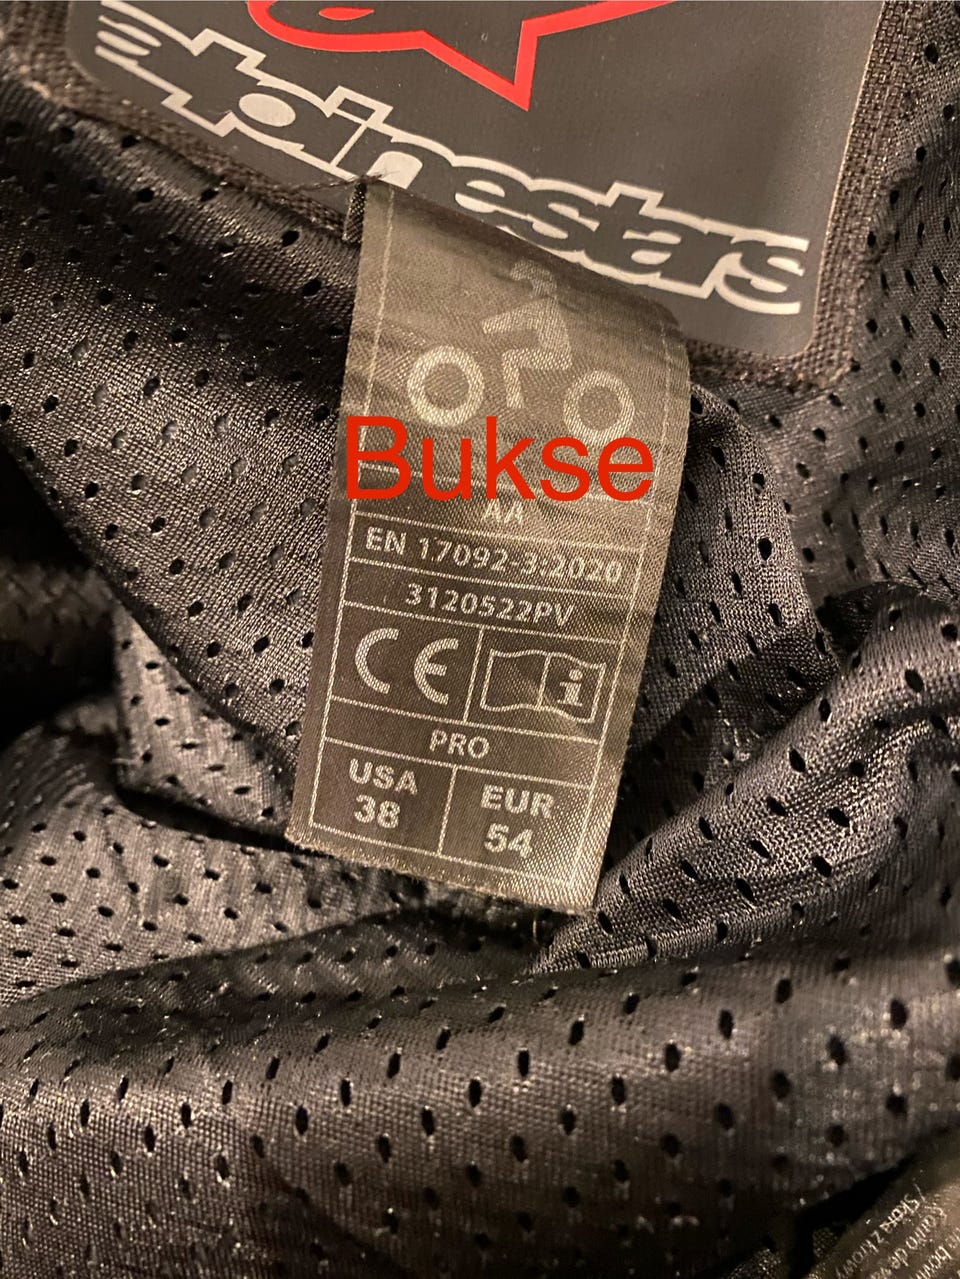 alpinestars
Bukse
AA
EN 17092-3:2020
3120522PV
CE
i
PRO
USA
38
EUR
54